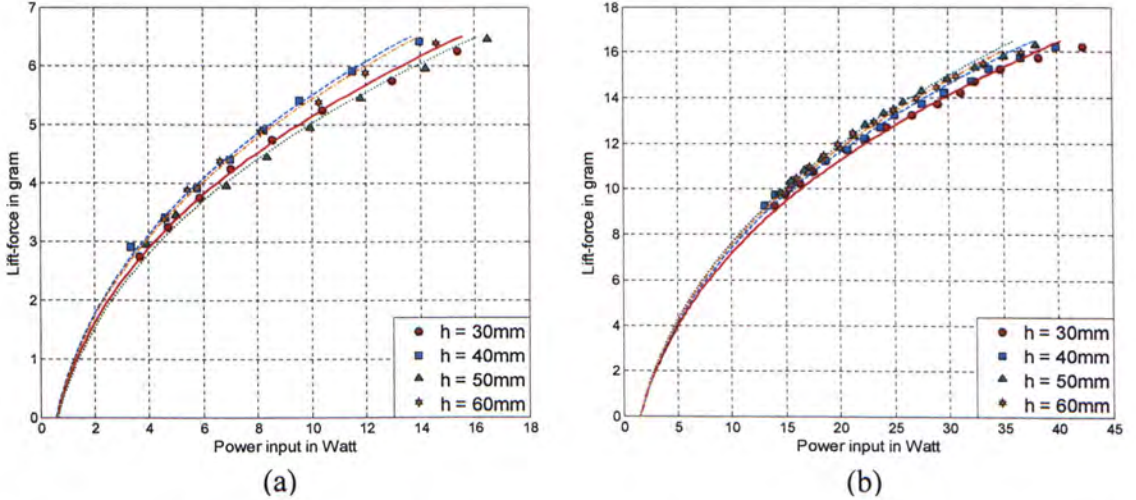 7
6
5
4
3
2
1
0
Lift-force in gram
0 2 4 6 8 10 12 14 16 18
Power input in Watt
h = 30mm
h = 40mm
h = 50mm
h = 60mm
(a)
18
16
14
12
10
8
6
4
2
0
Lift-force in gram
0 5 10 15 20 25 30 35 40 45
Power input in Watt
h = 30mm
h = 40mm
h = 50mm
h = 60mm
(b)